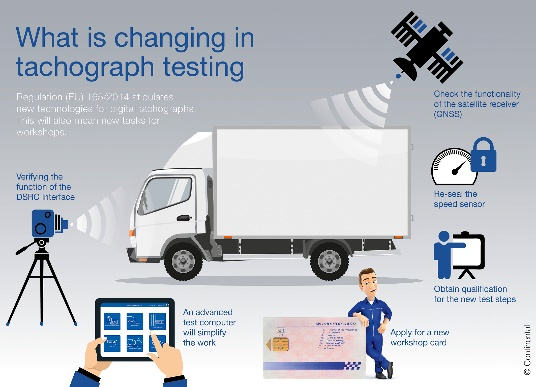 What is changing in
tachograph testing
Regulation (EU) 165/2014 stipulates
new technologies for digital tachographs.
This will also mean new tasks for
workshops.
Check the functionality
of the satellite receiver
(GNSS)
Verifying the
function of the
DSRC interface
Re-seal the
speed sensor
Obtain qualification
for the new test steps
An advanced
test computer
will simplify
the work
Apply for a new
workshop card
© Continental